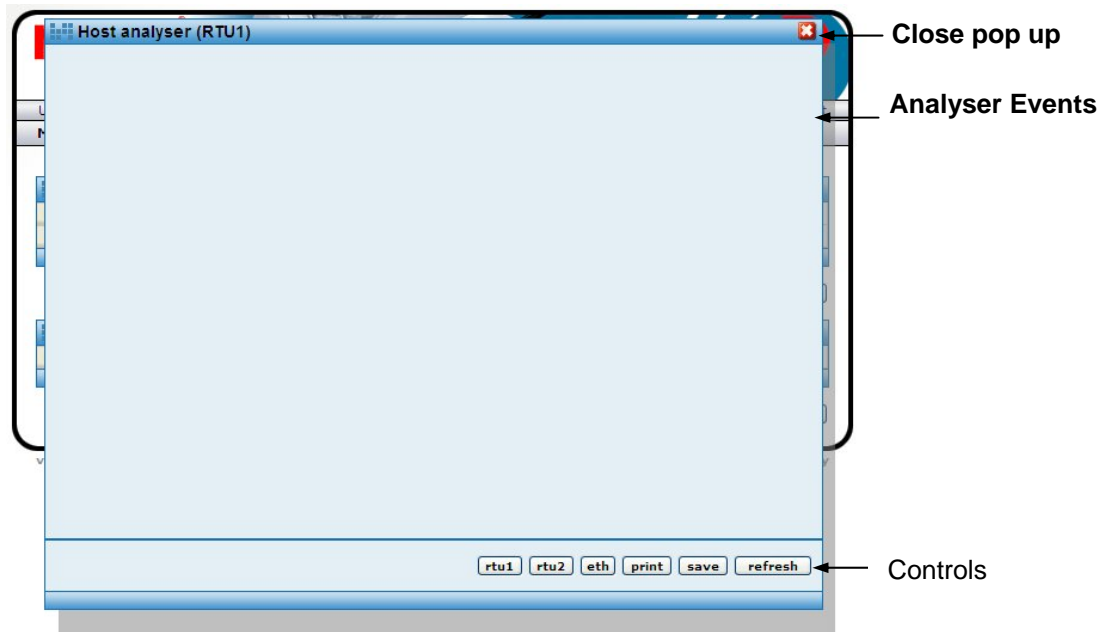 Host analyser (RTU1)
Close pop up
Analyser Events
rtu1 rtu2 eth print save refresh
Controls